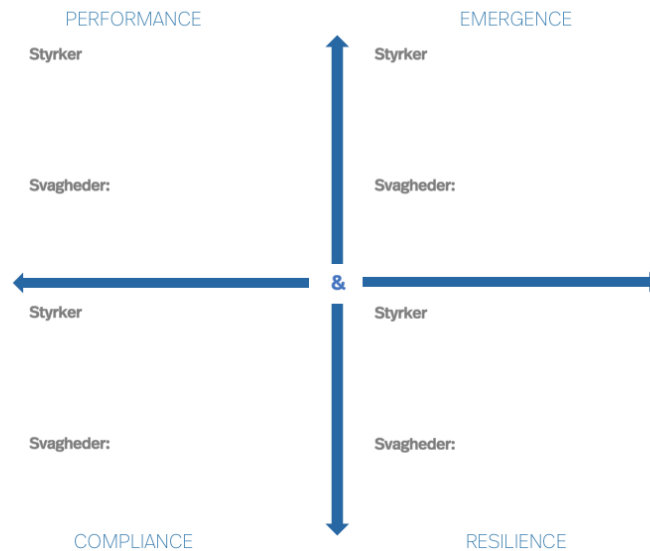 PERFORMANCE
EMERGENCE
Styrker
Styrker
Svagheder:
Svagheder:
&
Styrker
Styrker
Svagheder:
Svagheder:
COMPLIANCE
RESILIENCE